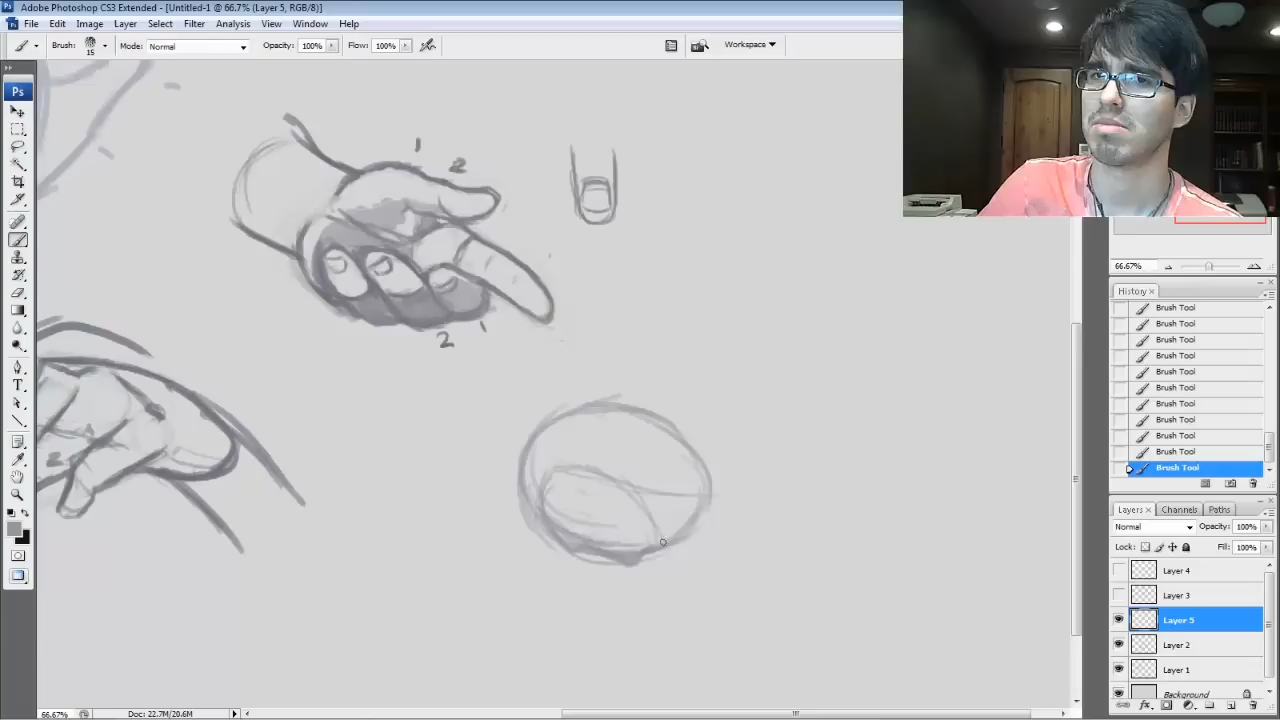 Adobe Photoshop CS3 Extended - [Untitled-1 @ 66.7% (Layer 5, RGB/8)]
File Edit Image Layer Select Filter Analysis View Window Help
Brush: 15 Mode: Normal Opacity: 100% Flow: 100% Workspace
Ps
1
2
2
1
2
66.67%
History
Brush Tool
Brush Tool
Brush Tool
Brush Tool
Brush Tool
Brush Tool
Brush Tool
Brush Tool
Brush Tool
Brush Tool
Brush Tool
Layers Channels Paths
Normal Opacity: 100%
Lock: Fill: 100%
Layer 4
Layer 3
Layer 5
Layer 2
Layer 1
Background
66.67% Doc: 22.7M/20.6M